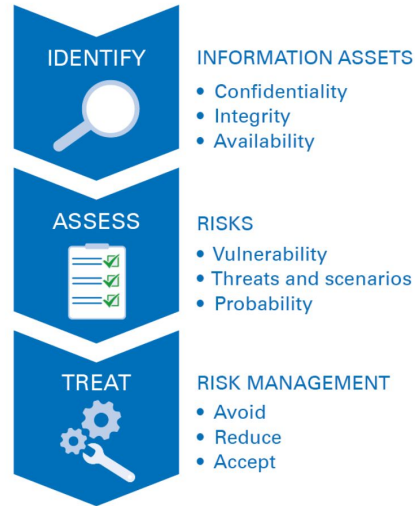 IDENTIFY
INFORMATION ASSETS
• Confidentiality
• Integrity
• Availability
ASSESS
RISKS
• Vulnerability
• Threats and scenarios
• Probability
TREAT
RISK MANAGEMENT
• Avoid
• Reduce
• Accept